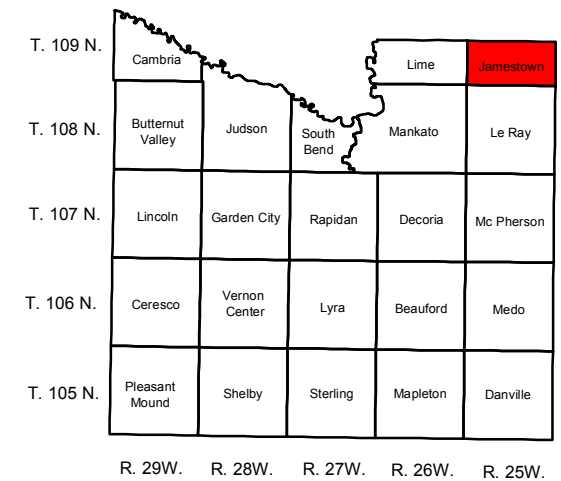 T. 109 N.
Cambria
Lime
Jamestown
T. 108 N.
Butternut
Valley
Judson
South
Bend
Mankato
Le Ray
T. 107 N.
Lincoln
Garden City
Rapidan
Decoria
Mc Pherson
T. 106 N.
Ceresco
Vernon
Center
Lyra
Beauford
Medo
T. 105 N.
Pleasant
Mound
Shelby
Sterling
Mapleton
Danville
R. 29W.
R. 28W.
R. 27W.
R. 26W.
R. 25W.